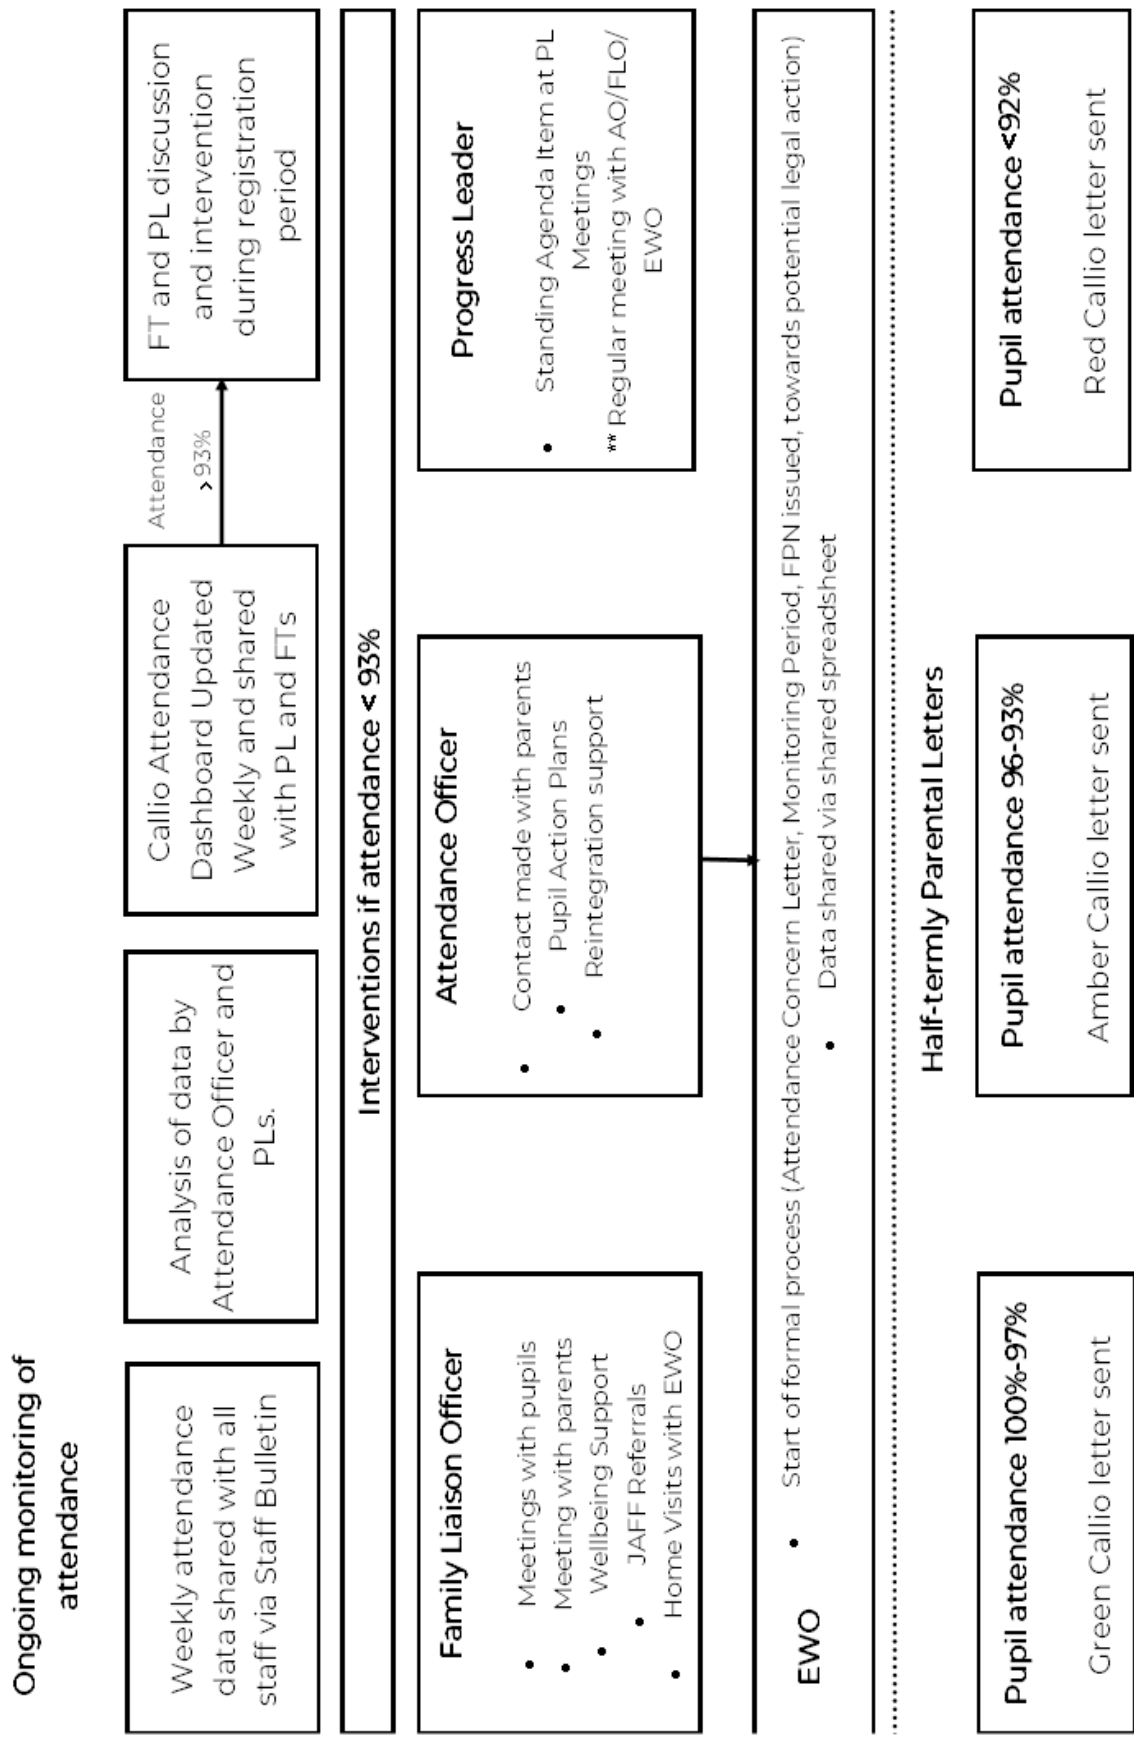 Ongoing monitoring of
attendance
Weekly attendance
data shared with all
staff via Staff Bulletin
Analysis of data by
Attendance Officer and
PLs.
Callio Attendance
Dashboard Updated
Weekly and shared
with PL and FTs
Attendance
>93%
FT and PL discussion
and intervention
during registration
period
Interventions if attendance < 93%
Family Liaison Officer
• Meetings with pupils
• Meeting with parents
• Wellbeing Support
• JAFF Referrals
• Home Visits with EWO
Attendance Officer
• Contact made with parents
• Pupil Action Plans
• Reintegration support
Progress Leader
• Standing Agenda Item at PL
Meetings
** Regular meeting with AO/FLO/
EWO
EWO
• Start of formal process (Attendance Concern Letter, Monitoring Period, FPN issued, towards potential legal action)
• Data shared via shared spreadsheet
Half-termly Parental Letters
Pupil attendance 100%-97%
Green Callio letter sent
Pupil attendance 96-93%
Amber Callio letter sent
Pupil attendance <92%
Red Callio letter sent